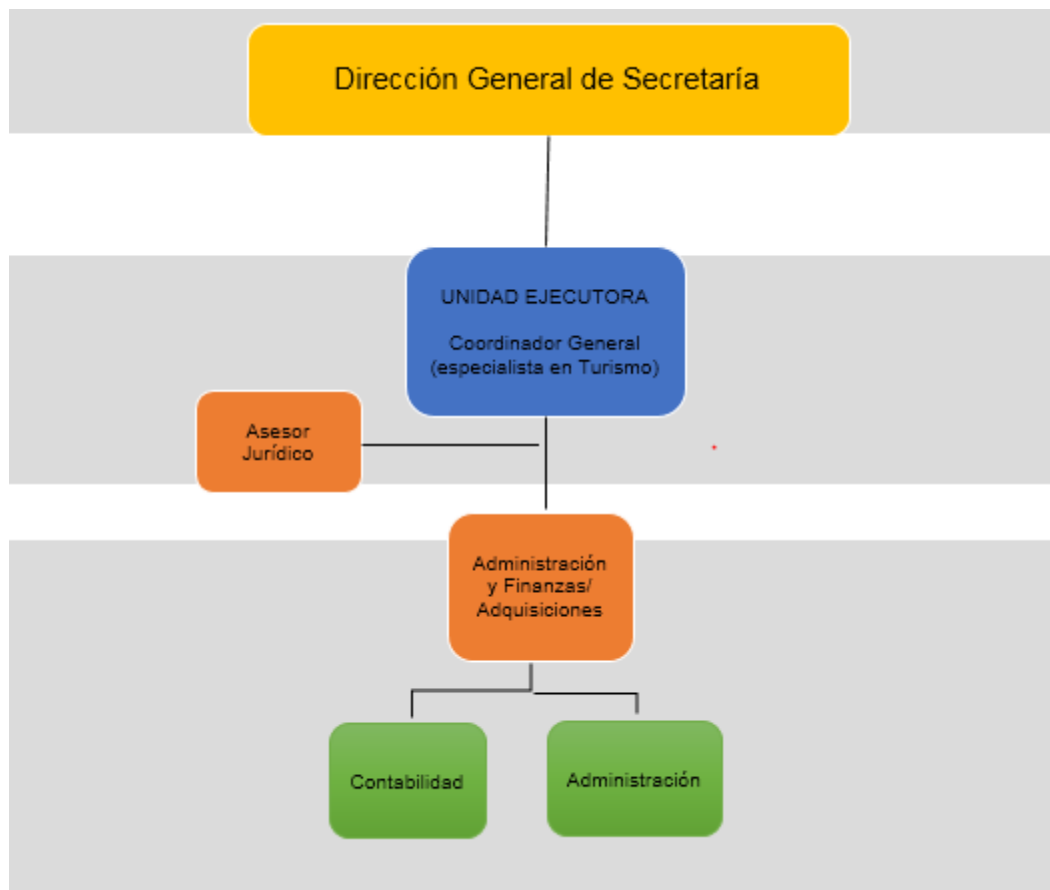 Dirección General de Secretaría
UNIDAD EJECUTORA
Coordinador General
(especialista en Turismo)
Asesor
Jurídico
Administración
y Finanzas/
Adquisiciones
Contabilidad
Administración